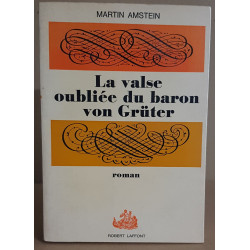 MARTIN AMSTEIN
La valse
oubliée du baron
von Grüter
roman
ROBERT LAFFONT